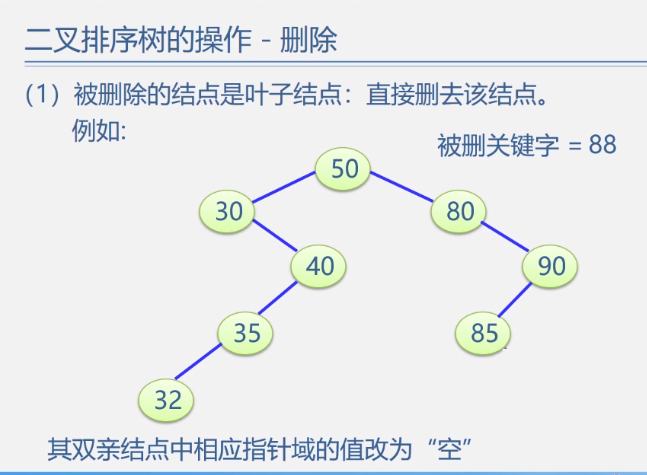 二叉排序树的操作 - 删除
（1）被删除的结点是叶子结点：直接删去该结点。
例如:
被删关键字 = 88
50
30
80
40
90
35
85
32
其双亲结点中相应指针域的值改为“空”